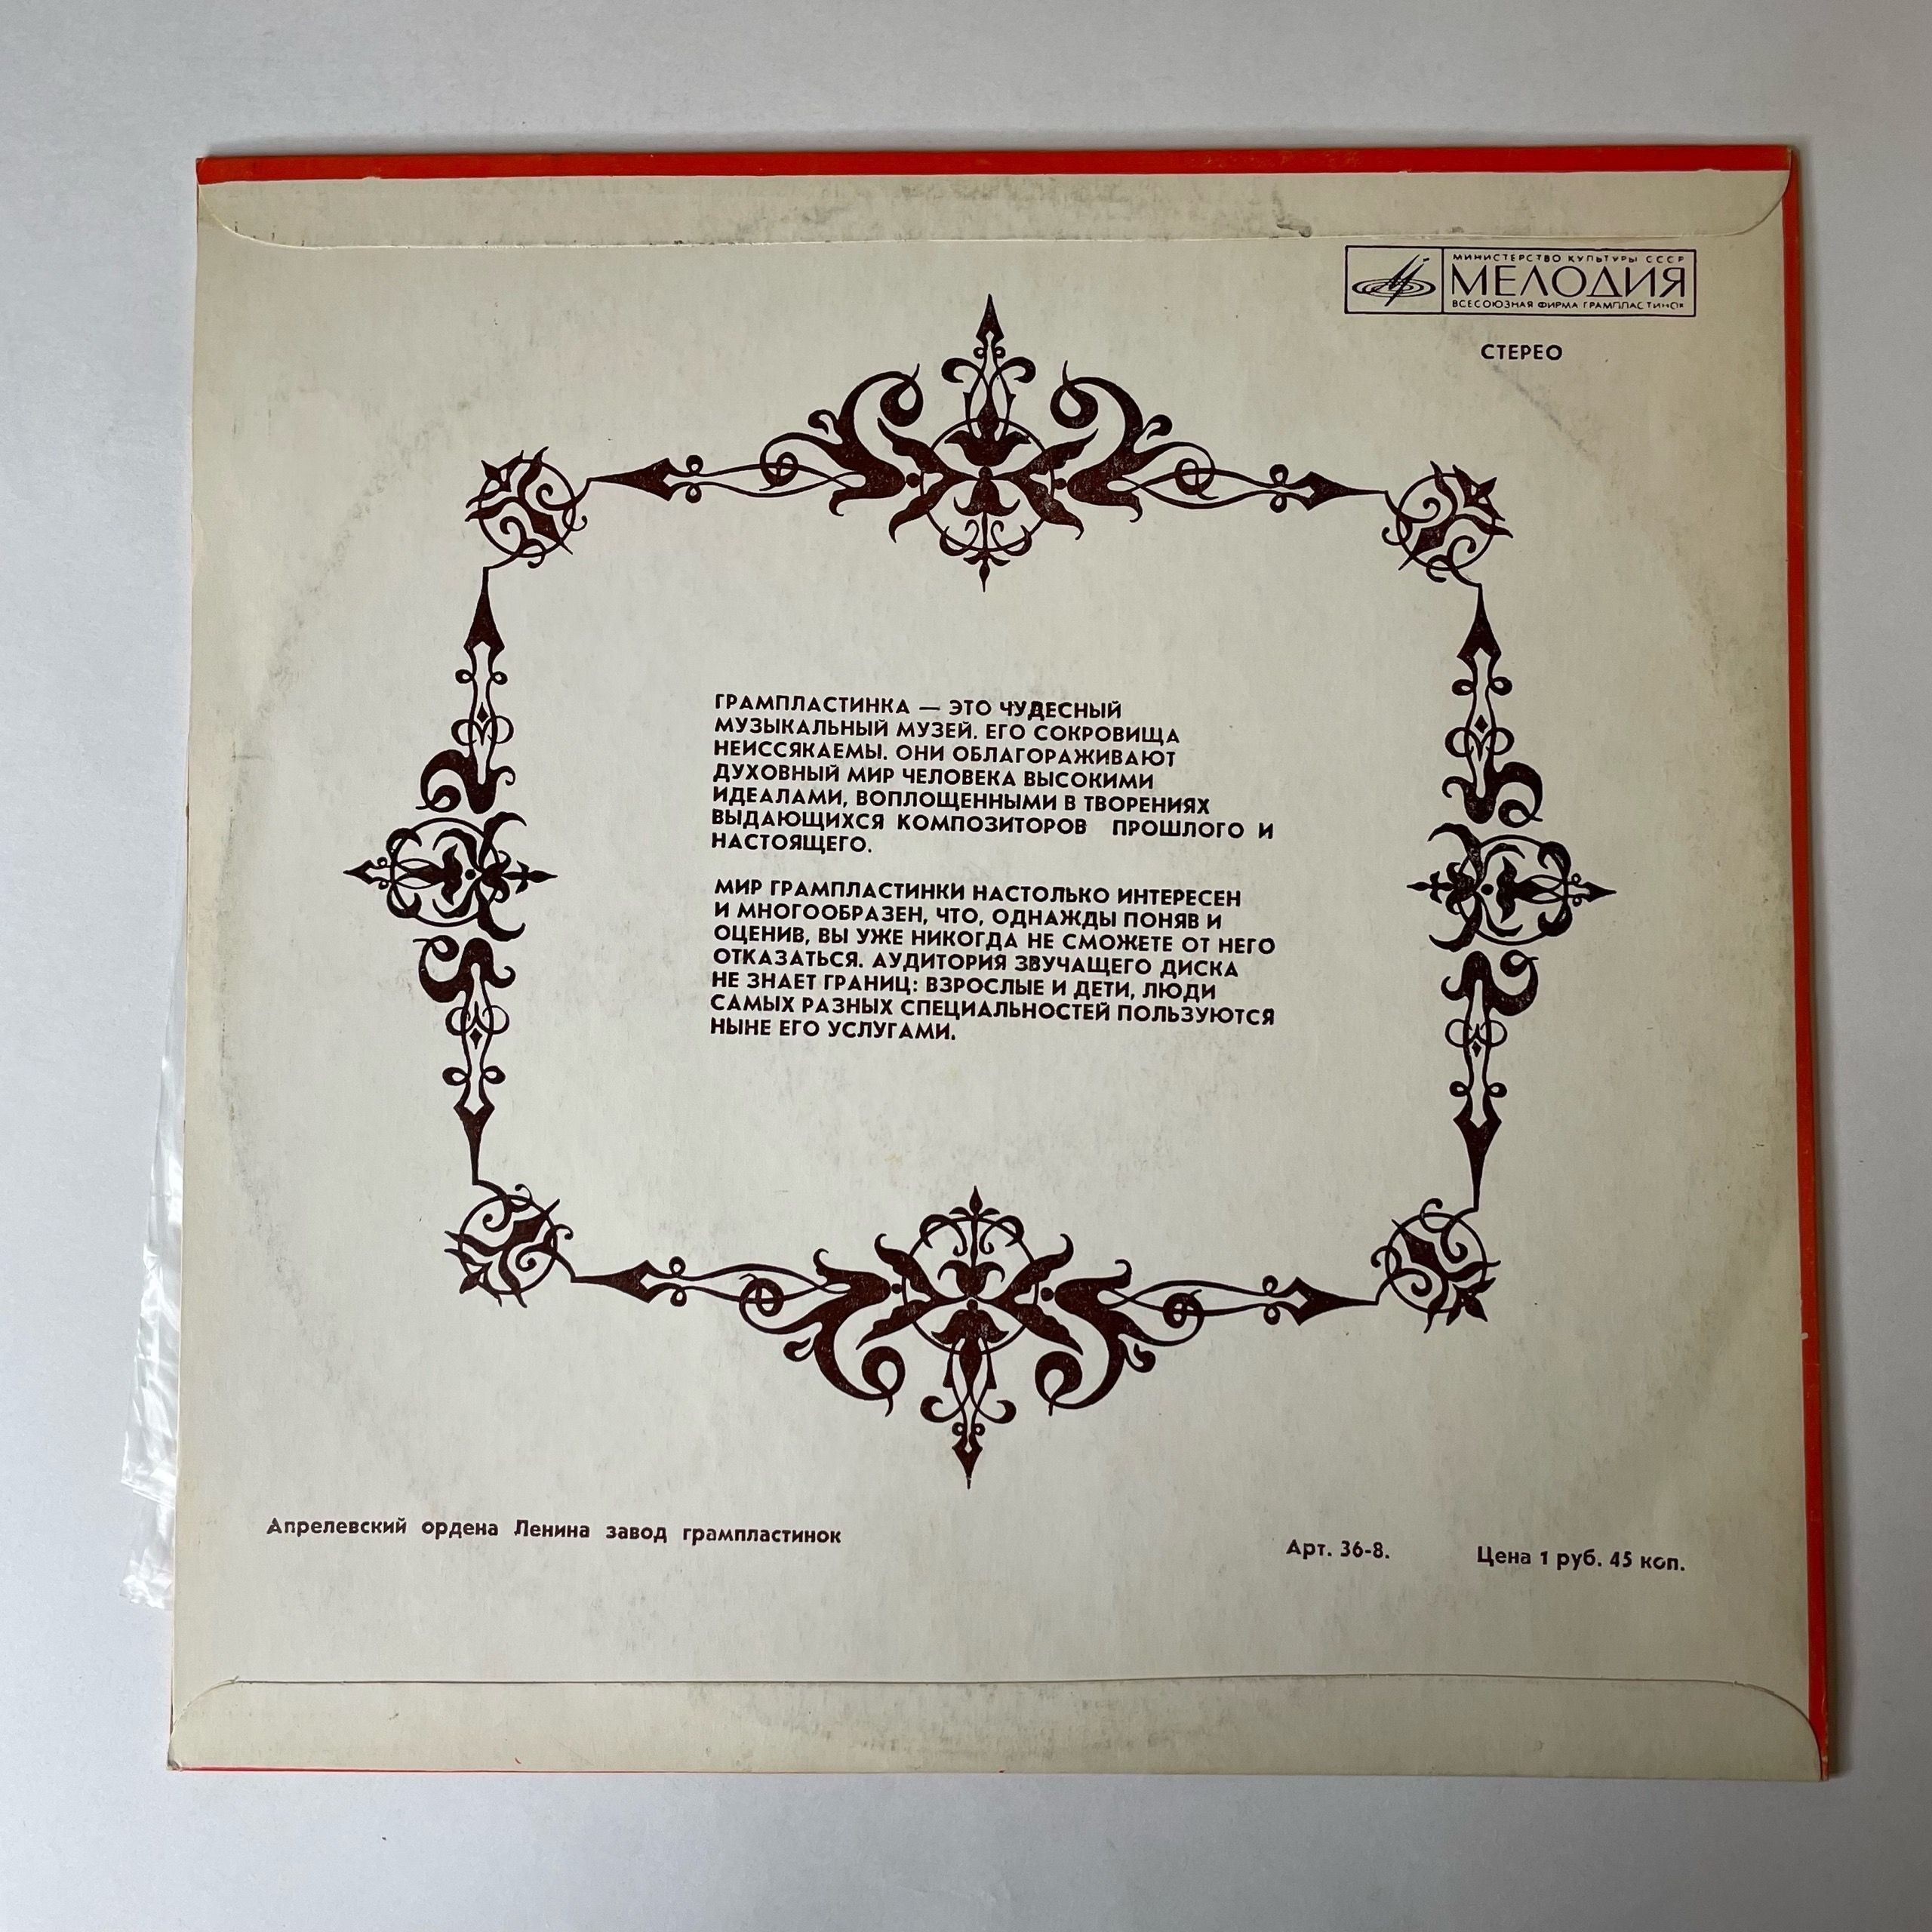 МИНИСТЕРСТВО КУЛЬТУРЫ СССР
МЕЛОДИЯ
ВСЕСОЮЗНАЯ ФИРМА ГРАМПЛАСТИНОК
СТЕРЕО
ГРАМПЛАСТИНКА — ЭТО ЧУДЕСНЫЙ
МУЗЫКАЛЬНЫЙ МУЗЕЙ. ЕГО СОКРОВИЩА
НЕИССЯКАЕМЫ. ОНИ ОБЛАГОРАЖИВАЮТ
ДУХОВНЫЙ МИР ЧЕЛОВЕКА ВЫСОКИМИ
ИДЕАЛАМИ, ВОПЛОЩЕННЫМИ В ТВОРЕНИЯХ
ВЫДАЮЩИХСЯ КОМПОЗИТОРОВ ПРОШЛОГО И
НАСТОЯЩЕГО.
МИР ГРАМПЛАСТИНКИ НАСТОЛЬКО ИНТЕРЕСЕН
И МНОГООБРАЗЕН, ЧТО, ОДНАЖДЫ ПОНЯВ И
ОЦЕНИВ, ВЫ УЖЕ НИКОГДА НЕ СМОЖЕТЕ ОТ НЕГО
ОТКАЗАТЬСЯ. АУДИТОРИЯ ЗВУЧАЩЕГО ДИСКА
НЕ ЗНАЕТ ГРАНИЦ: ВЗРОСЛЫЕ И ДЕТИ, ЛЮДИ
САМЫХ РАЗНЫХ СПЕЦИАЛЬНОСТЕЙ ПОЛЬЗУЮТСЯ
НЫНЕ ЕГО УСЛУГАМИ.
Апрелевский ордена Ленина завод грампластинок
Арт. 36-8. Цена 1 руб. 45 коп.